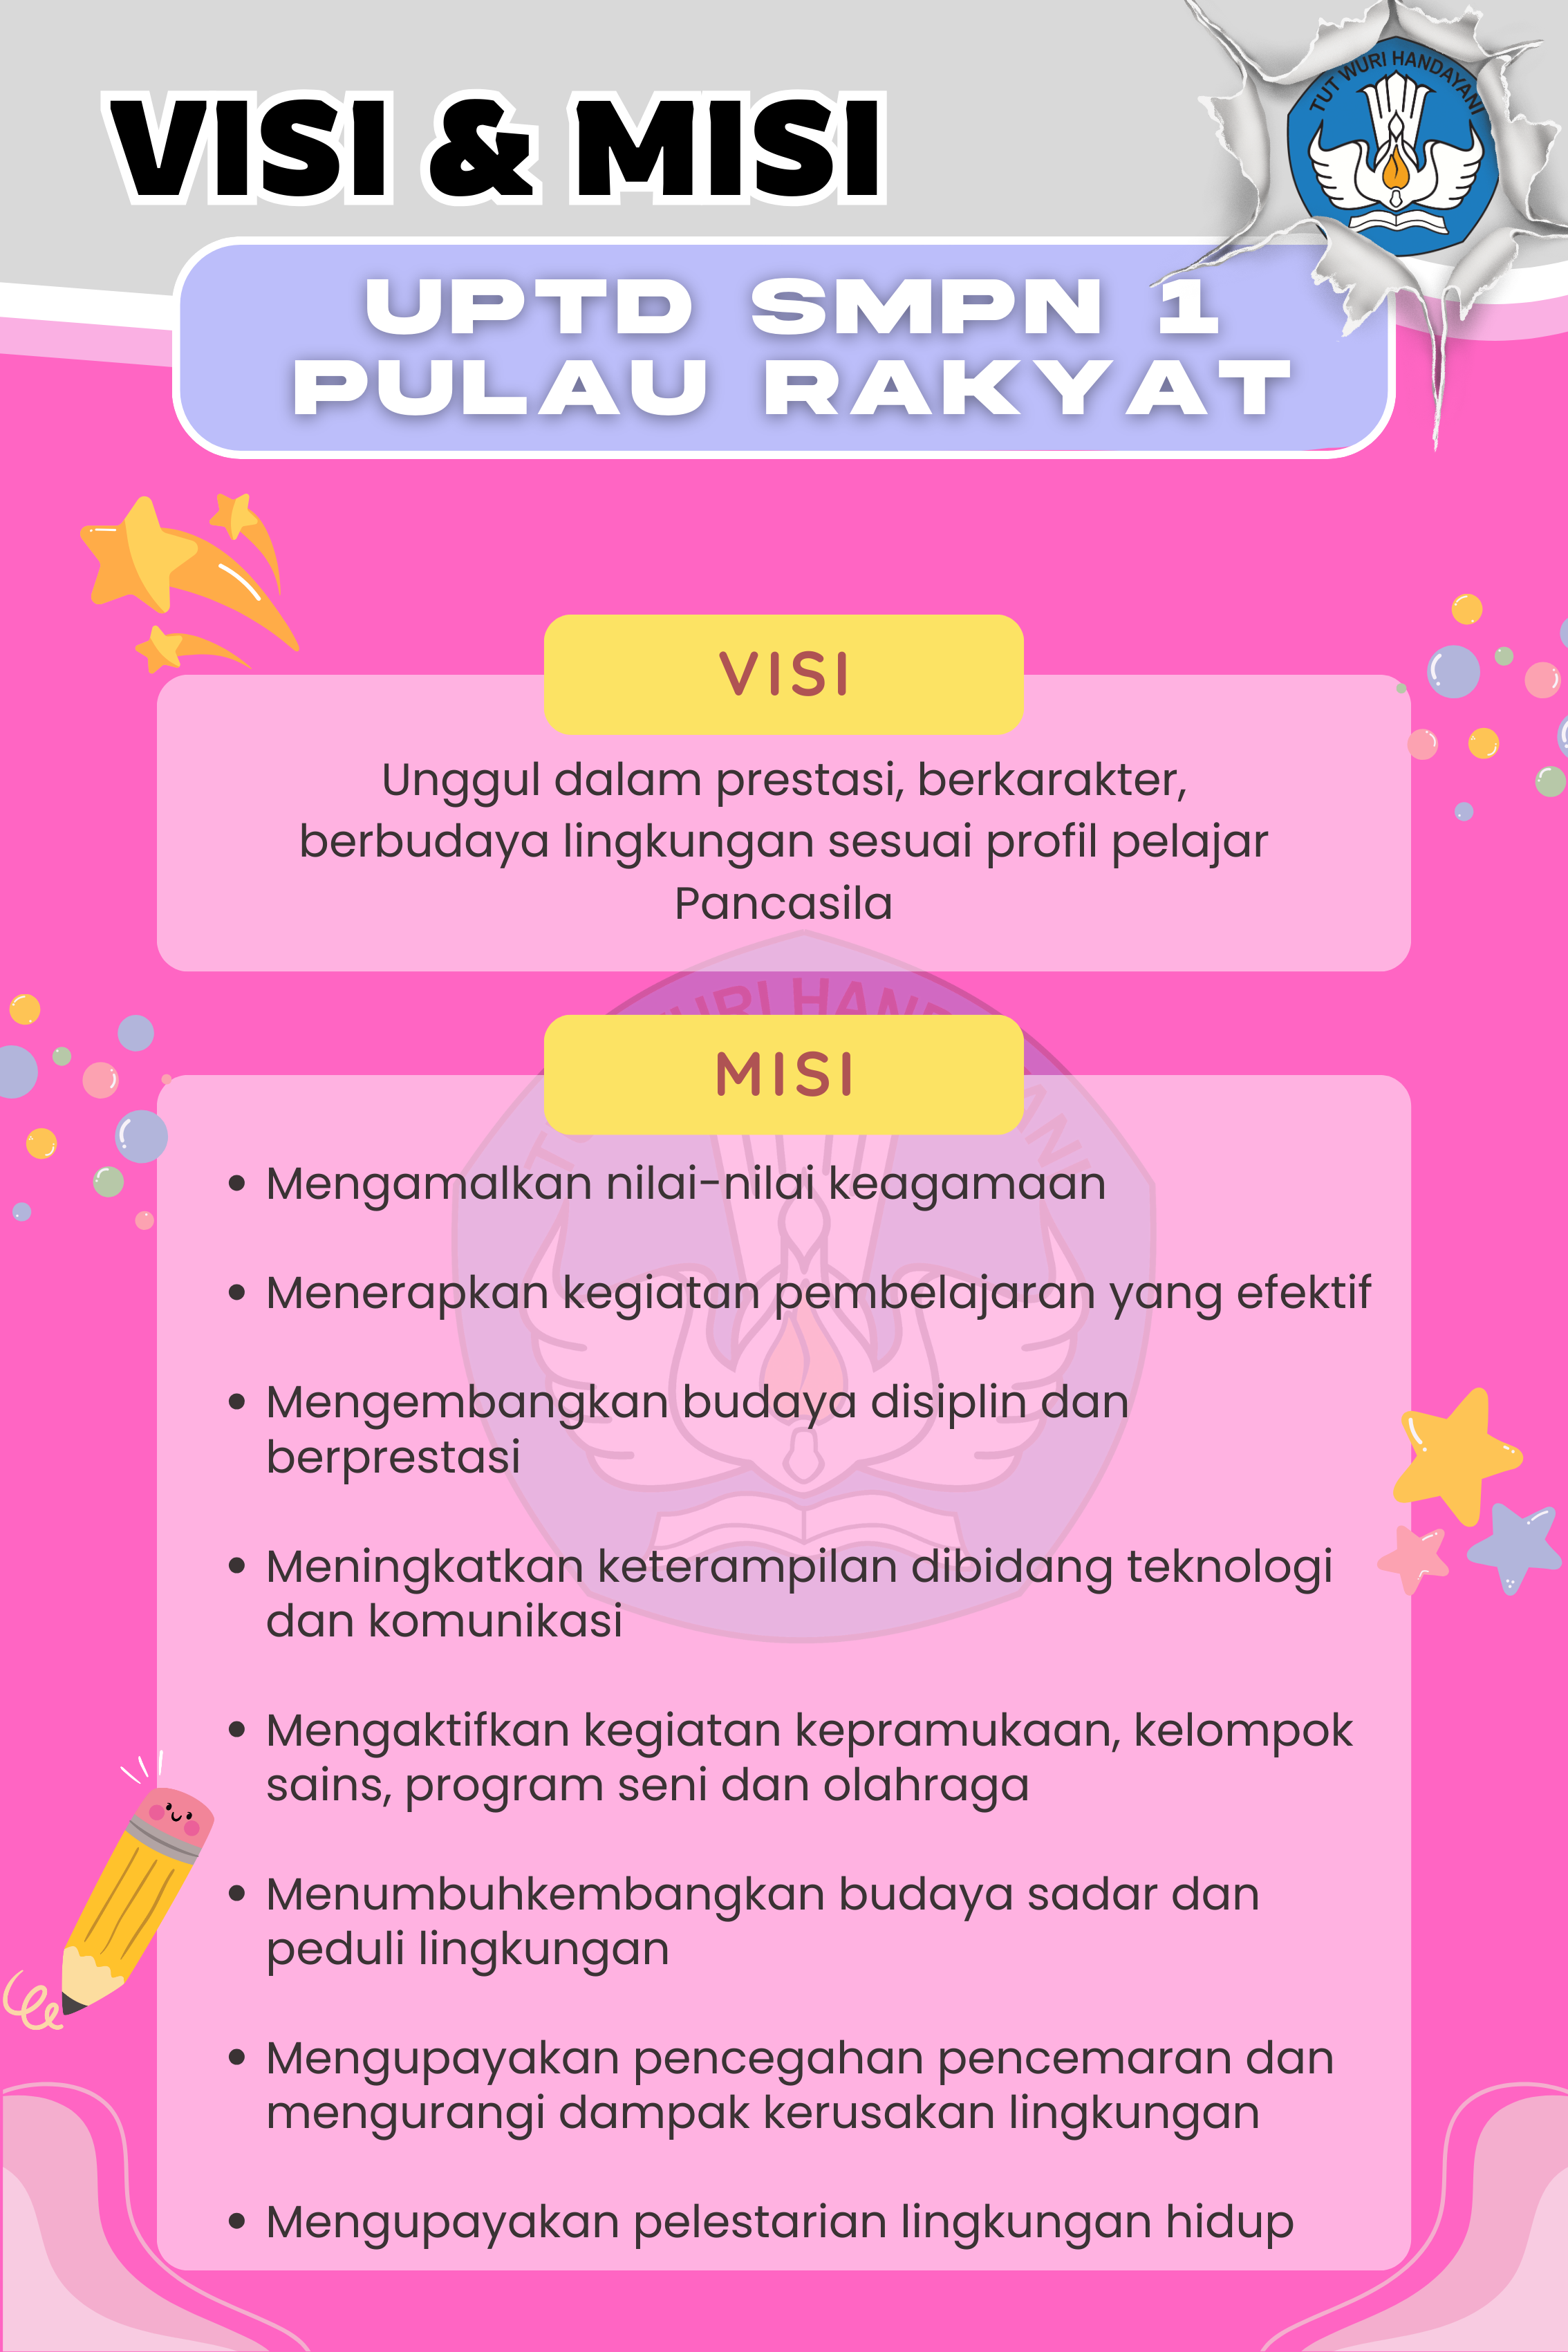 VISI & MISI
TUT WURI HANDAYANI
UPTD SMPN 1
PULAU RAKYAT
VISI
Unggul dalam prestasi, berkarakter,
berbudaya lingkungan sesuai profil pelajar
Pancasila
MISI
• Mengamalkan nilai-nilai keagamaan
• Menerapkan kegiatan pembelajaran yang efektif
• Mengembangkan budaya disiplin dan
berprestasi
• Meningkatkan keterampilan dibidang teknologi
dan komunikasi
• Mengaktifkan kegiatan kepramukaan, kelompok
sains, program seni dan olahraga
• Menumbuhkembangkan budaya sadar dan
peduli lingkungan
• Mengupayakan pencegahan pencemaran dan
mengurangi dampak kerusakan lingkungan
• Mengupayakan pelestarian lingkungan hidup